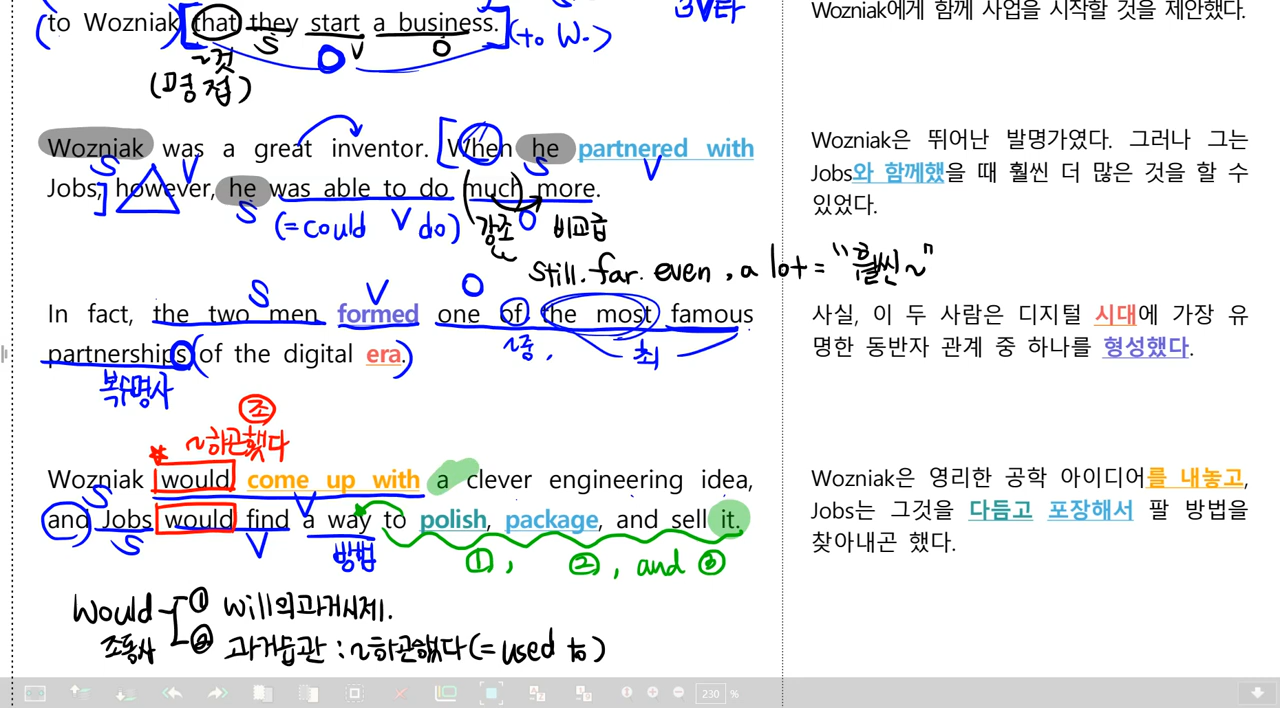 3Vㅌㅏ
to Wozniak) [that they start a business.] (to W.)
S V O
~것 O
(명접)
Wozniak was a great inventor. [When he partnered with
S V S V
Jobs,] however, he was able to do (much more.
S (=could V do) 강조 O 비교급
still. far. even, a lot = "훨씬~"
S V O
In fact, the two men formed one of the most famous
partnerships (of the digital era.)
~중, 최
복수명사
조
~하곤했다
* Wozniak would come up with a clever engineering idea,
S V
and Jobs would find a way to polish, package, and sell it.
S V 방법 ①, ②, and ③
Would ① will의 과거시제.
조동사 ② 과거습관 : ~하곤했다 (= used to)
230 %
Wozniak에게 함께 사업을 시작할 것을 제안했다.
Wozniak은 뛰어난 발명가였다. 그러나 그는
Jobs와 함께했을 때 훨씬 더 많은 것을 할 수
있었다.
사실, 이 두 사람은 디지털 시대에 가장 유
명한 동반자 관계 중 하나를 형성했다.
Wozniak은 영리한 공학 아이디어를 내놓고,
Jobs는 그것을 다듬고 포장해서 팔 방법을
찾아내곤 했다.